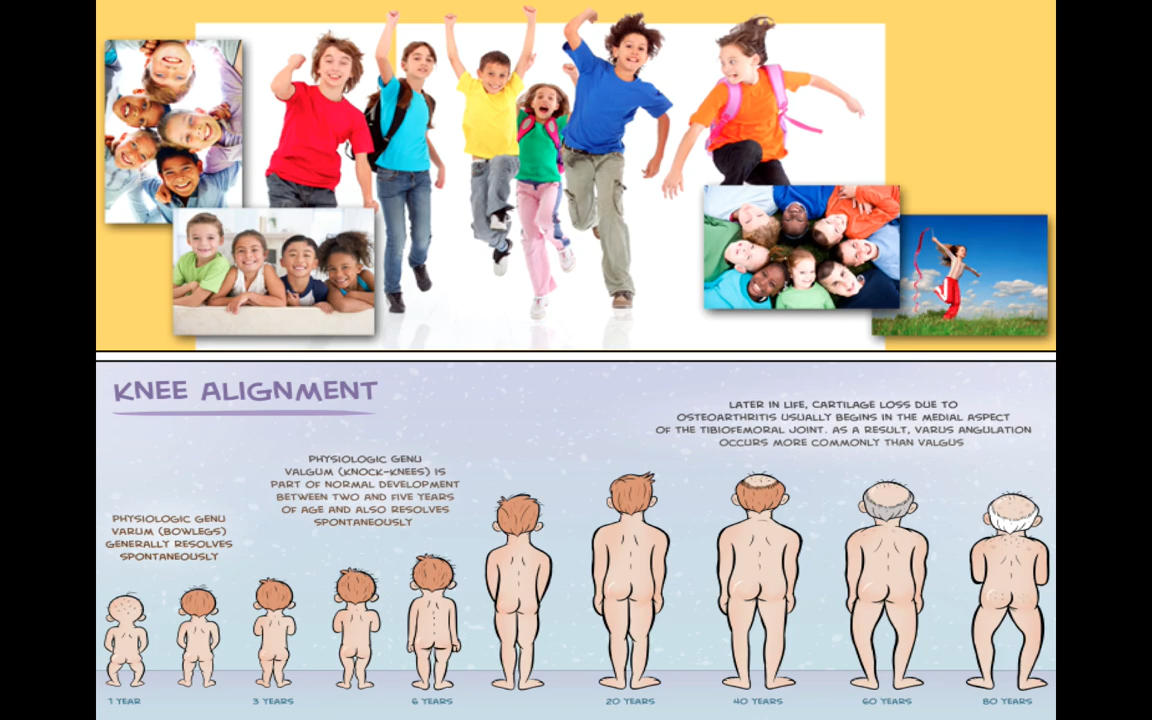 KNEE ALIGNMENT
LATER IN LIFE, CARTILAGE LOSS DUE TO
OSTEOARTHRITIS USUALLY BEGINS IN THE MEDIAL ASPECT
OF THE TIBIOFEMORAL JOINT. AS A RESULT, VARUS ANGULATION
OCCURS MORE COMMONLY THAN VALGUS
PHYSIOLOGIC GENU
VALGUM (KNOCK-KNEES) IS
PART OF NORMAL DEVELOPMENT
BETWEEN TWO AND FIVE YEARS
OF AGE AND ALSO RESOLVES
SPONTANEOUSLY
PHYSIOLOGIC GENU
VARUM (BOWLEGS)
GENERALLY RESOLVES
SPONTANEOUSLY
1 YEAR
3 YEARS
6 YEARS
20 YEARS
40 YEARS
60 YEARS
80 YEARS